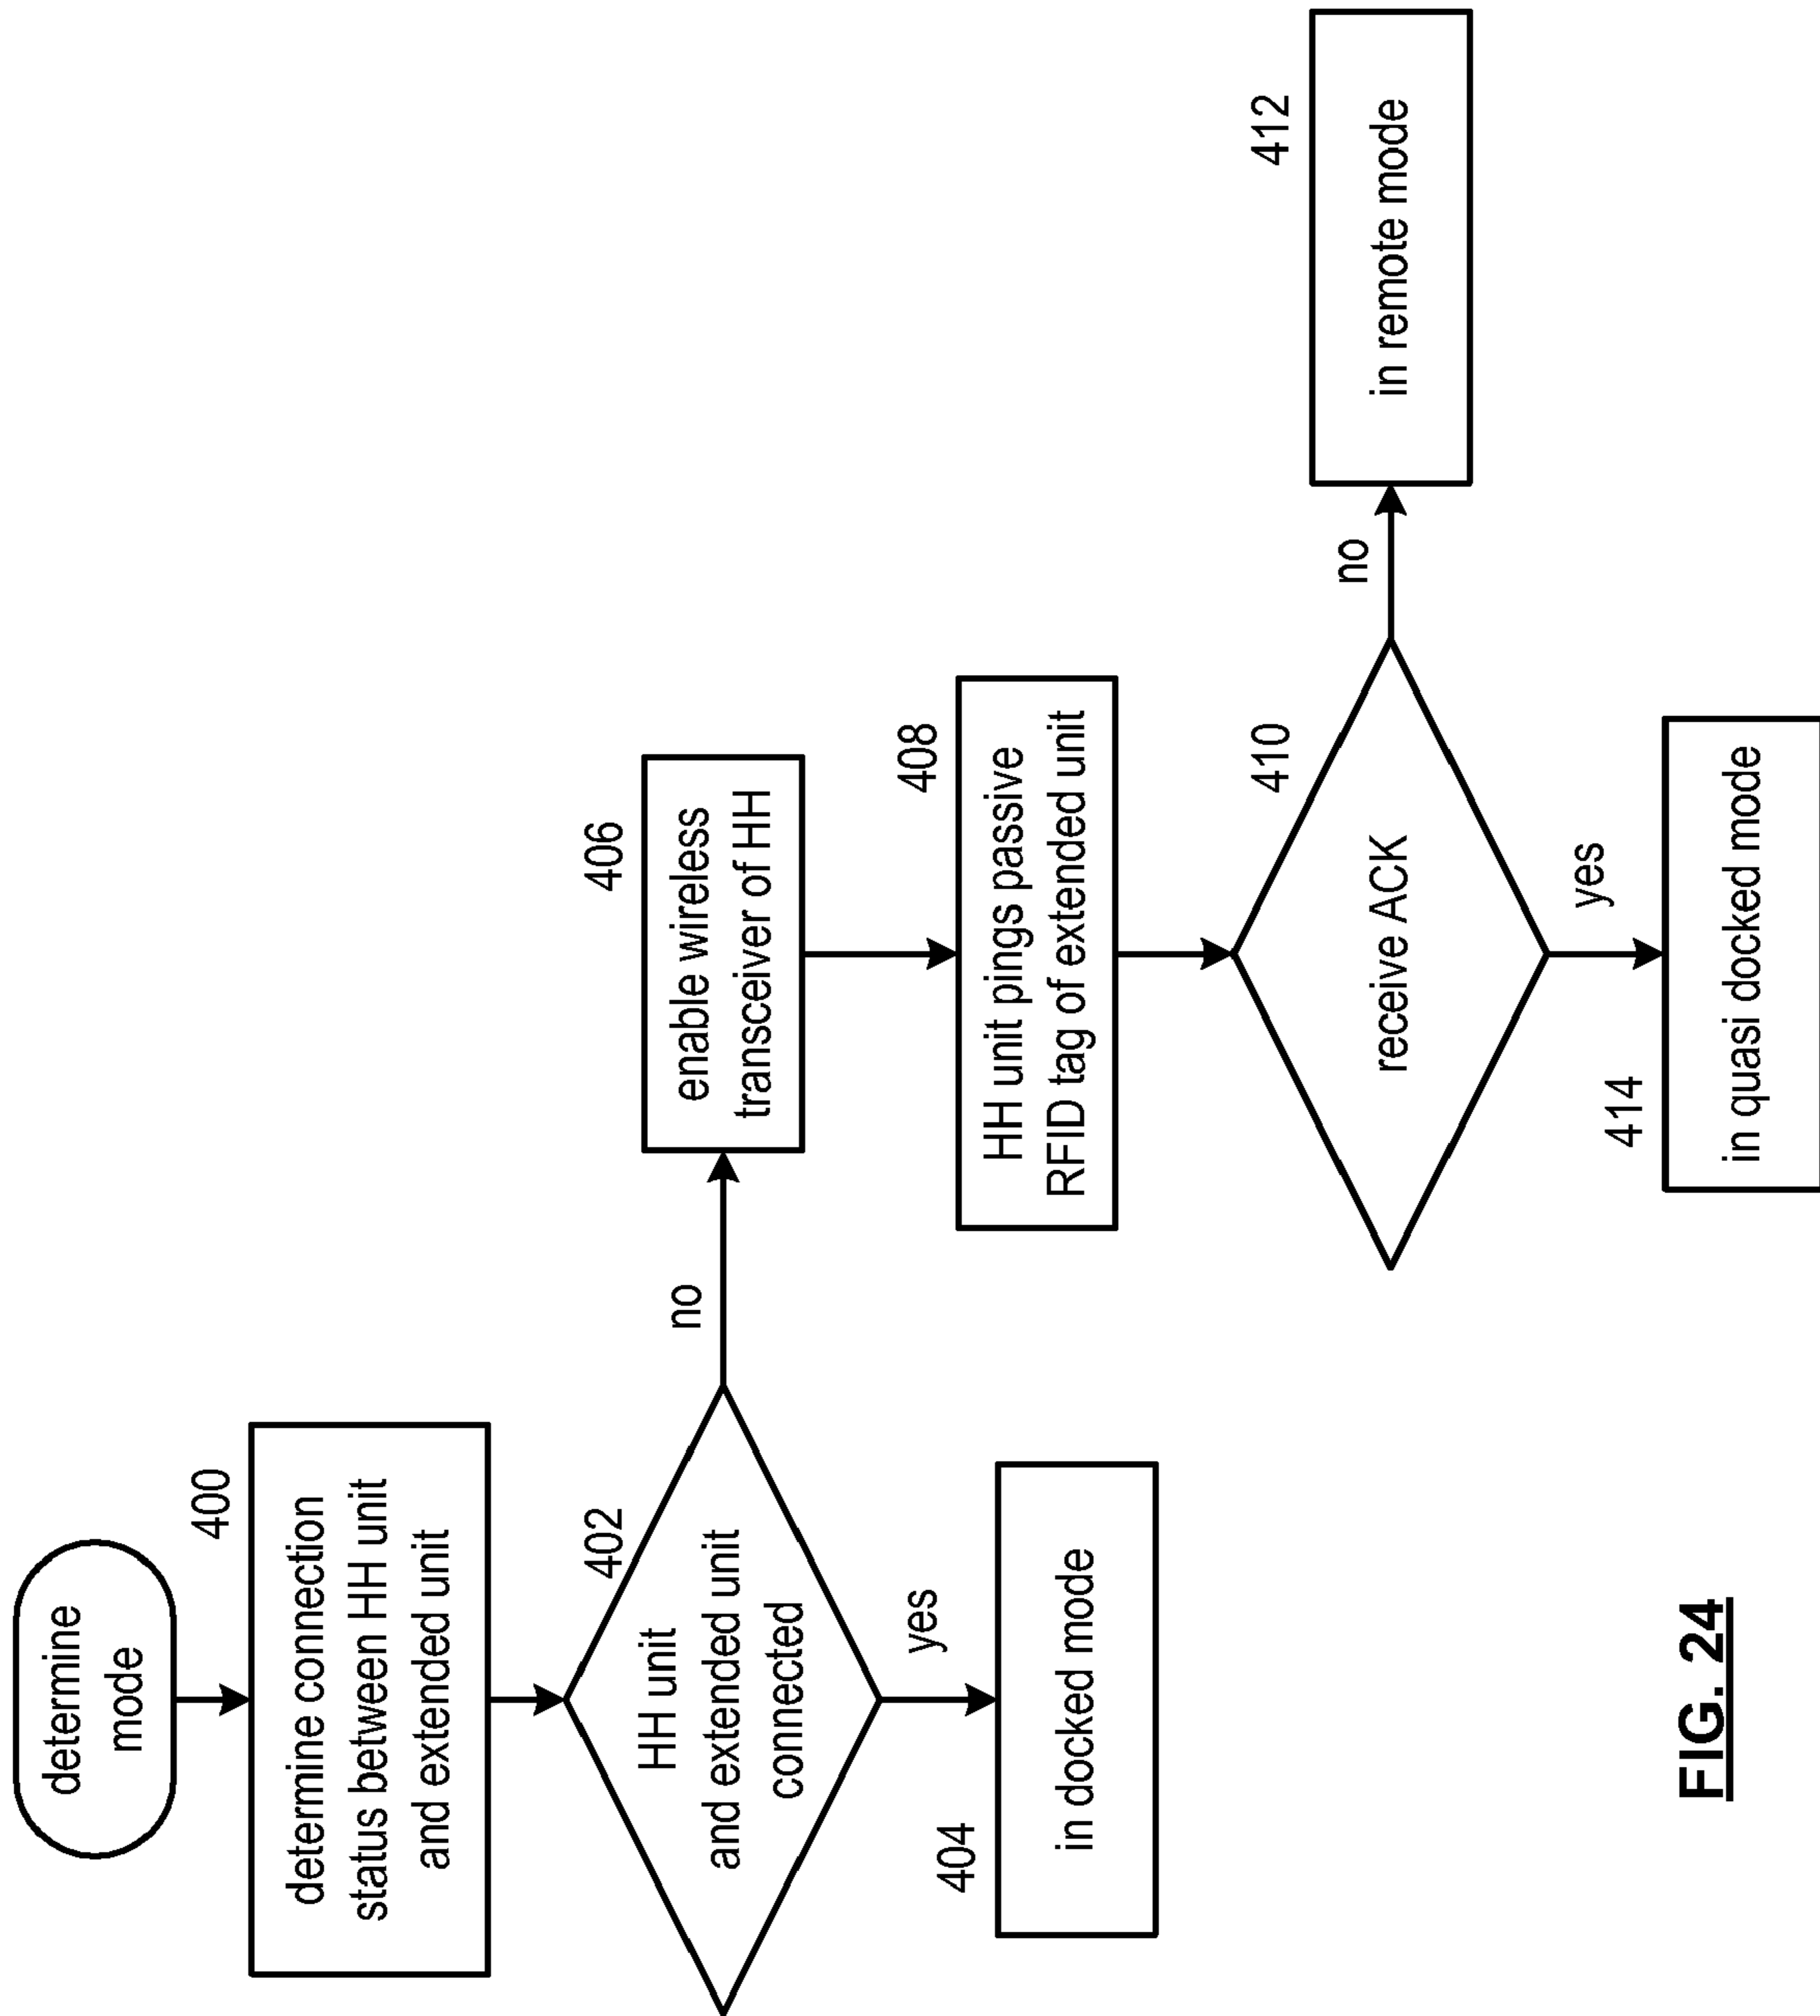 determine
mode
400
determine connection
status between HH unit
and extended unit
402
HH unit
and extended unit
connected
no
yes
404
in docked mode
406
enable wireless
transceiver of HH
408
HH unit pings passive
RFID tag of extended unit
410
receive ACK
no
412
in remote mode
yes
414
in quasi docked mode
FIG. 24